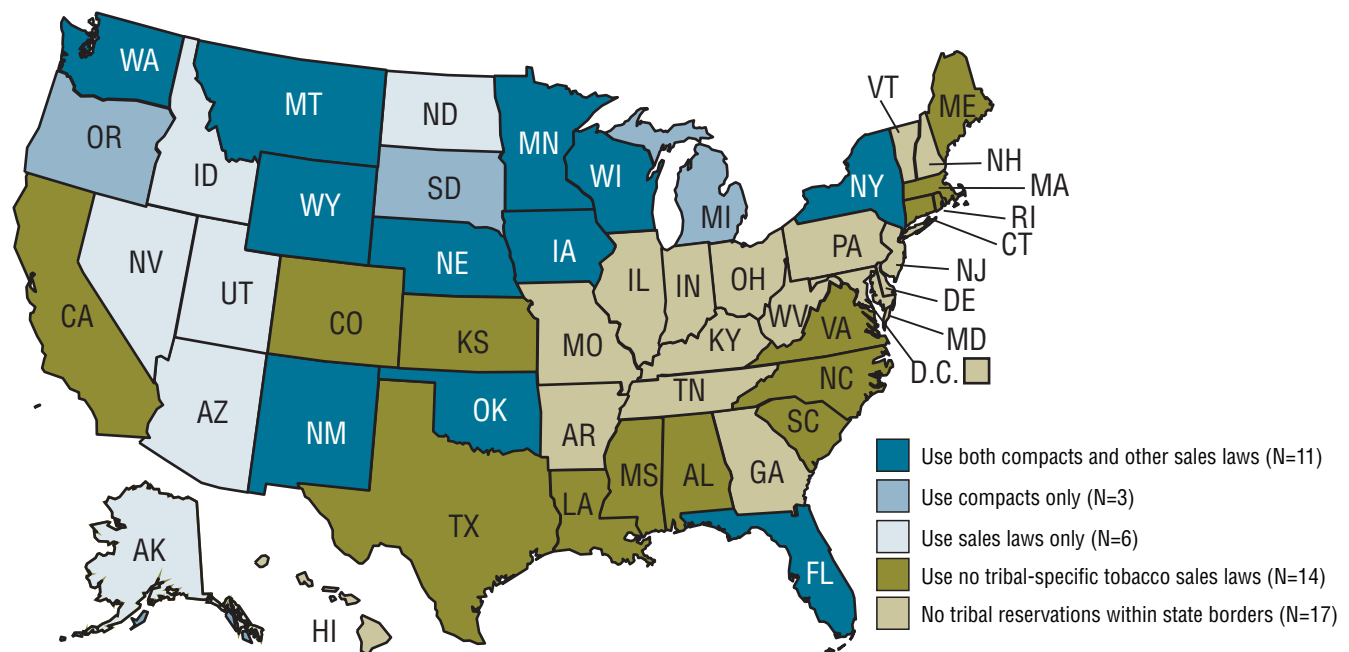 WA
MT
ND
MN
VT
ME
OR
ID
SD
WI
MI
NY
NH
MA
WY
RI
CT
NV
UT
NE
IA
IL
IN
OH
PA
NJ
DE
CA
CO
KS
MO
KY
WV
VA
MD
D.C.
AZ
NM
OK
AR
TN
NC
SC
TX
LA
MS
AL
GA
FL
AK
HI
Use both compacts and other sales laws (N=11)
Use compacts only (N=3)
Use sales laws only (N=6)
Use no tribal-specific tobacco sales laws (N=14)
No tribal reservations within state borders (N=17)